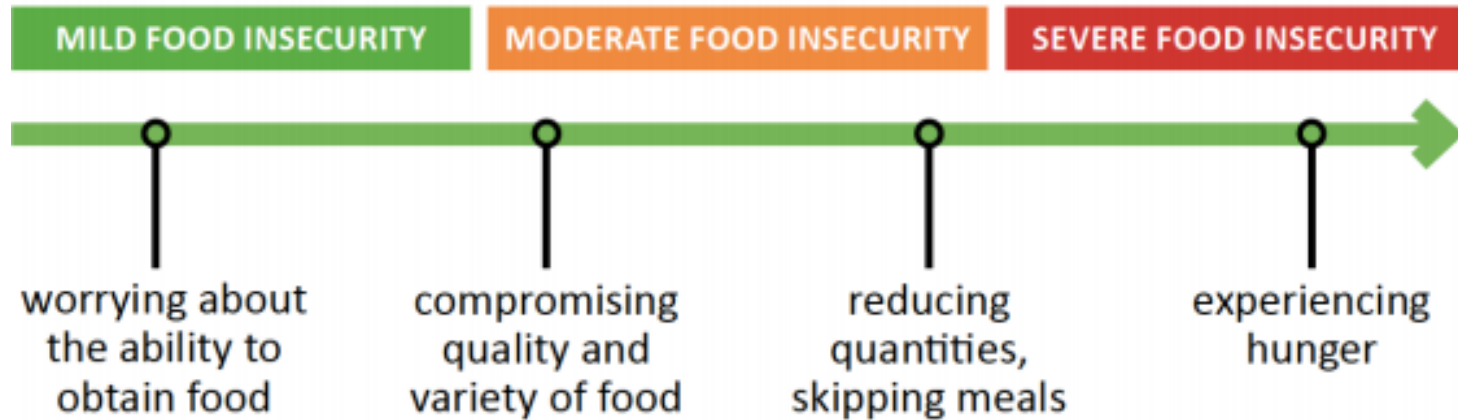 MILD FOOD INSECURITY
MODERATE FOOD INSECURITY
SEVERE FOOD INSECURITY
worrying about
the ability to
obtain food
compromising
quality and
variety of food
reducing
quantities,
skipping meals
experiencing
hunger